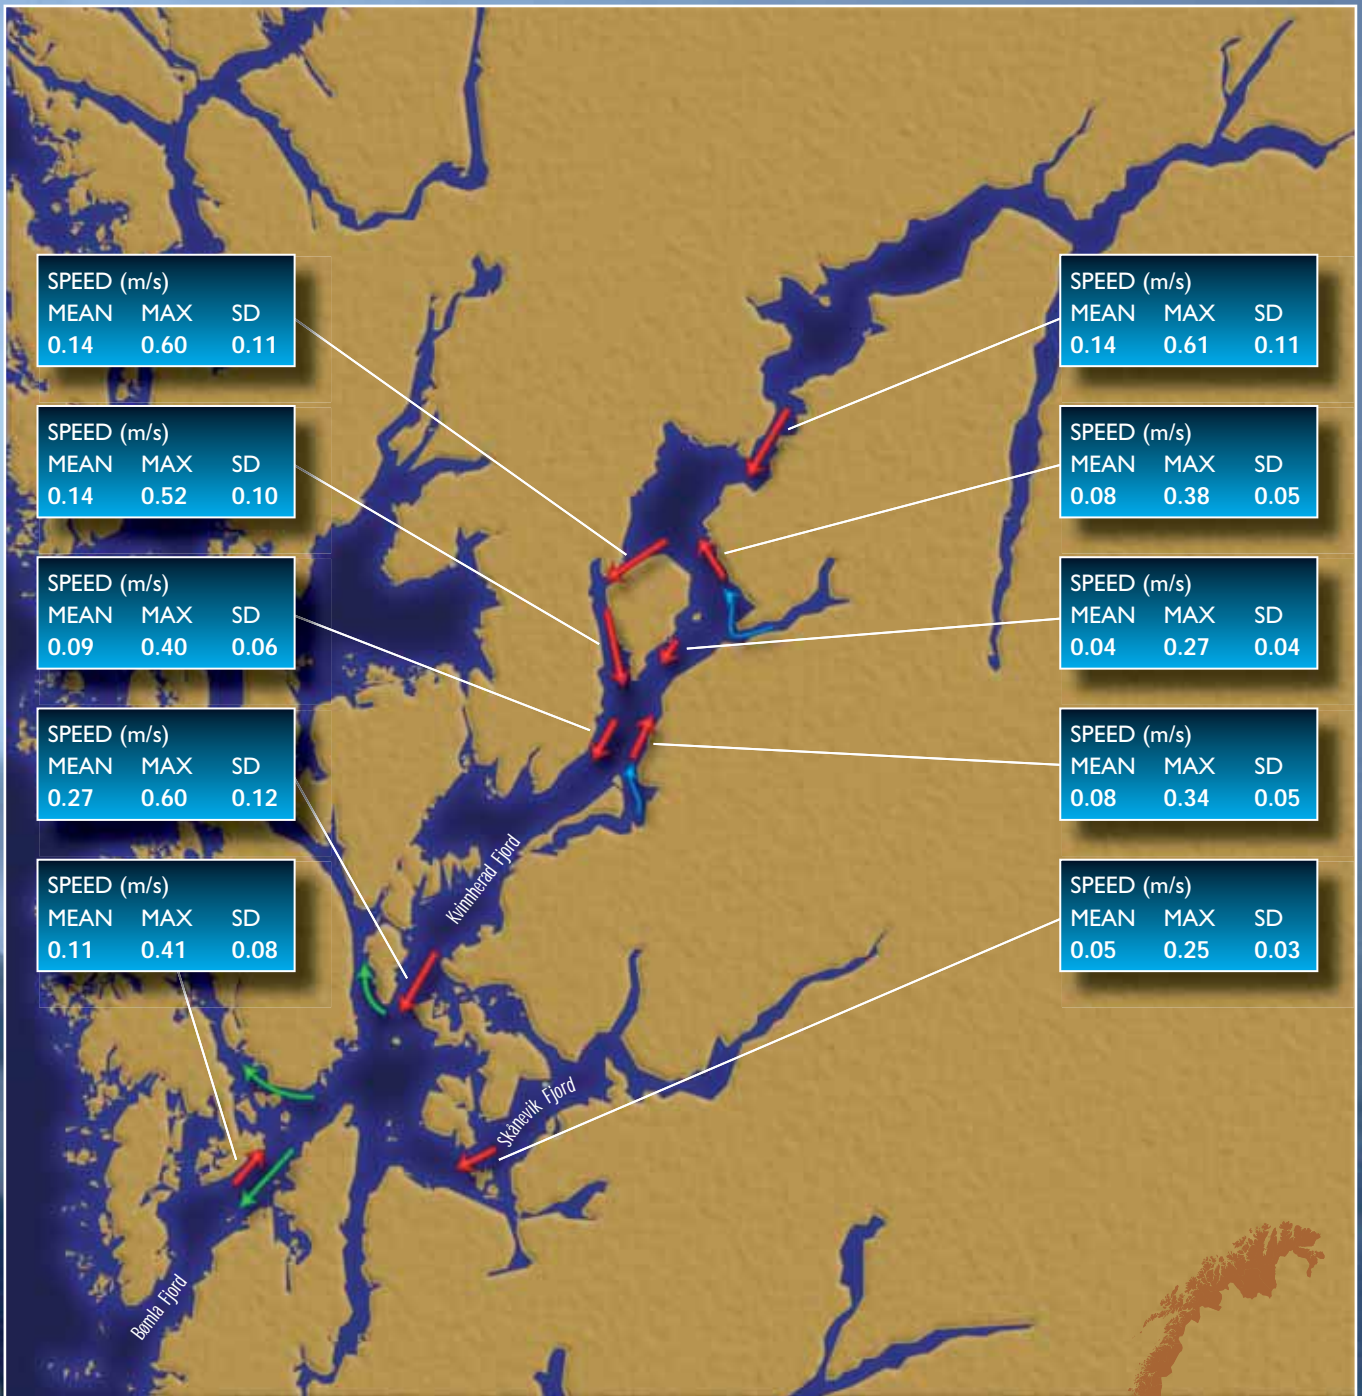 SPEED (m/s)
MEAN MAX SD
0.14 0.60 0.11
SPEED (m/s)
MEAN MAX SD
0.14 0.52 0.10
SPEED (m/s)
MEAN MAX SD
0.09 0.40 0.06
SPEED (m/s)
MEAN MAX SD
0.27 0.60 0.12
SPEED (m/s)
MEAN MAX SD
0.11 0.41 0.08
SPEED (m/s)
MEAN MAX SD
0.14 0.61 0.11
SPEED (m/s)
MEAN MAX SD
0.08 0.38 0.05
SPEED (m/s)
MEAN MAX SD
0.04 0.27 0.04
SPEED (m/s)
MEAN MAX SD
0.08 0.34 0.05
SPEED (m/s)
MEAN MAX SD
0.05 0.25 0.03
Kvinnherad Fjord
Skånevik Fjord
Bømla Fjord